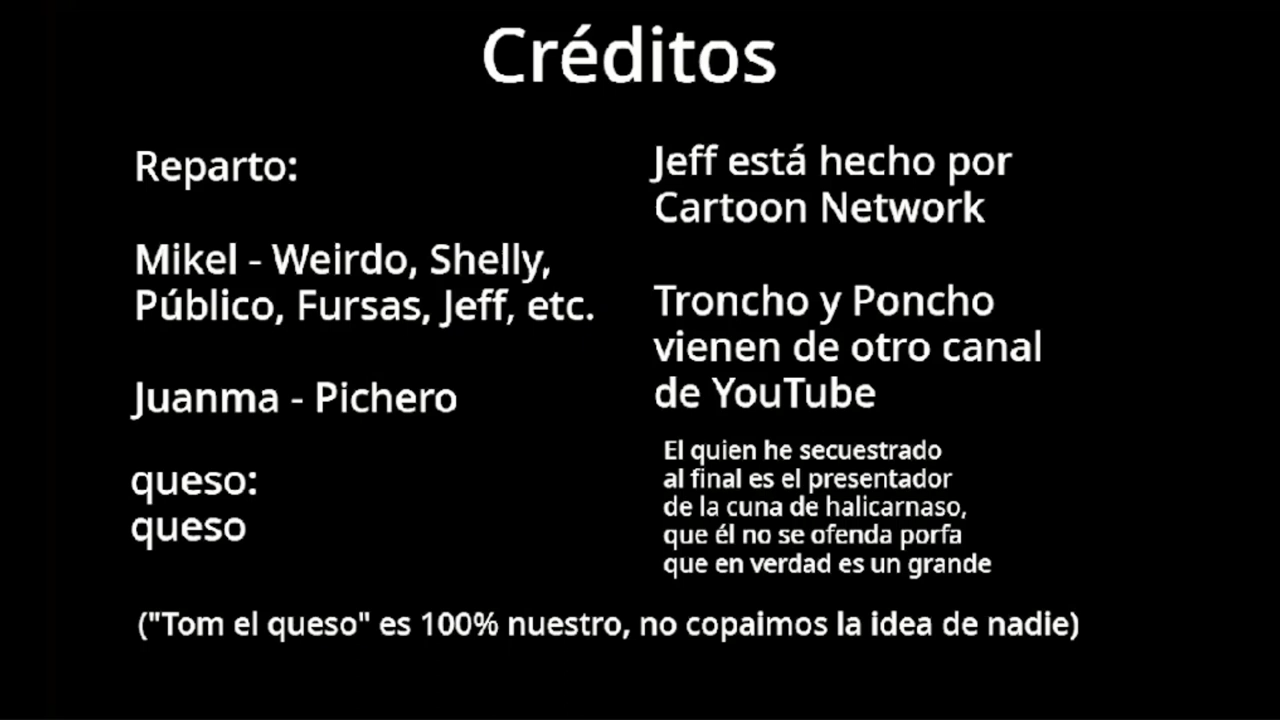 Créditos
Reparto:
Mikel - Weirdo, Shelly,
Público, Fursas, Jeff, etc.
Juanma - Pichero
queso:
queso
Jeff está hecho por
Cartoon Network
Troncho y Poncho
vienen de otro canal
de YouTube
El quien he secuestrado
al final es el presentador
de la cuna de halicarnaso,
que él no se ofenda porfa
que en verdad es un grande
("Tom el queso" es 100% nuestro, no copaimos la idea de nadie)